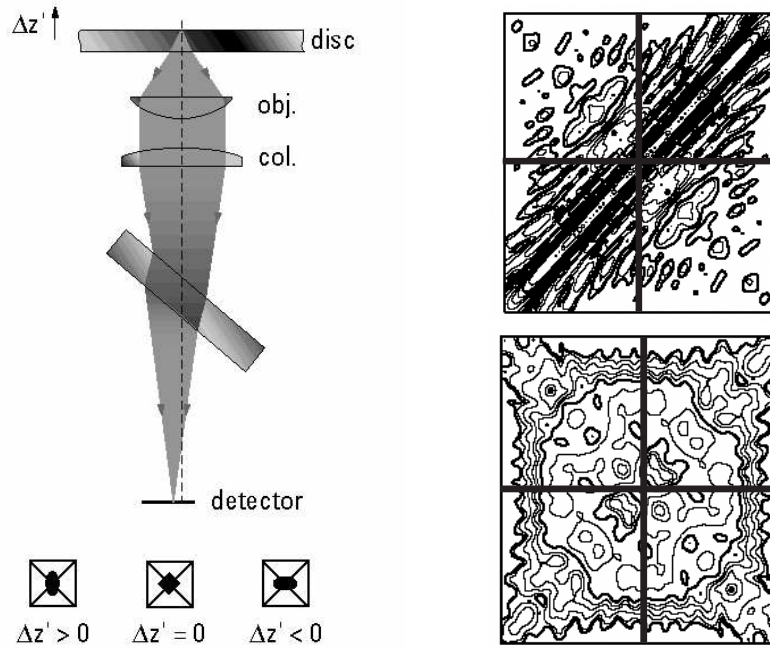 Δz'
disc
obj.
col.
detector
Δz' > 0
Δz' = 0
Δz' < 0